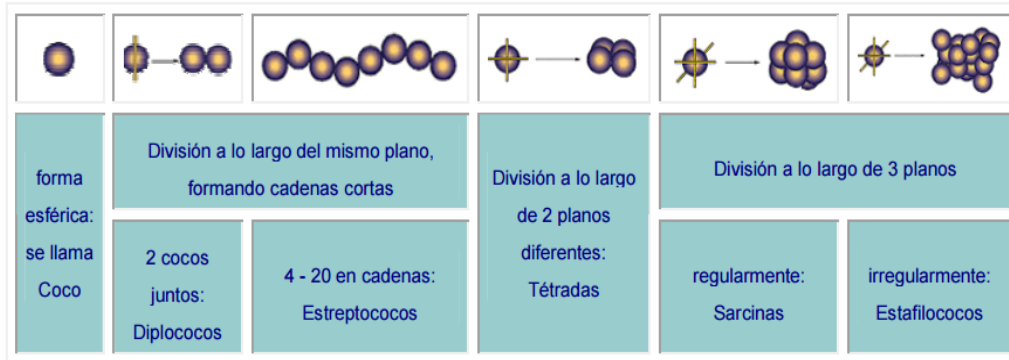 forma
esférica:
se llama
Coco
División a lo largo del mismo plano,
formando cadenas cortas
2 cocos
juntos:
Diplococos
4 - 20 en cadenas:
Estreptococos
División a lo largo
de 2 planos
diferentes:
Tétradas
División a lo largo de 3 planos
regularmente:
Sarcinas
irregularmente:
Estafilococos